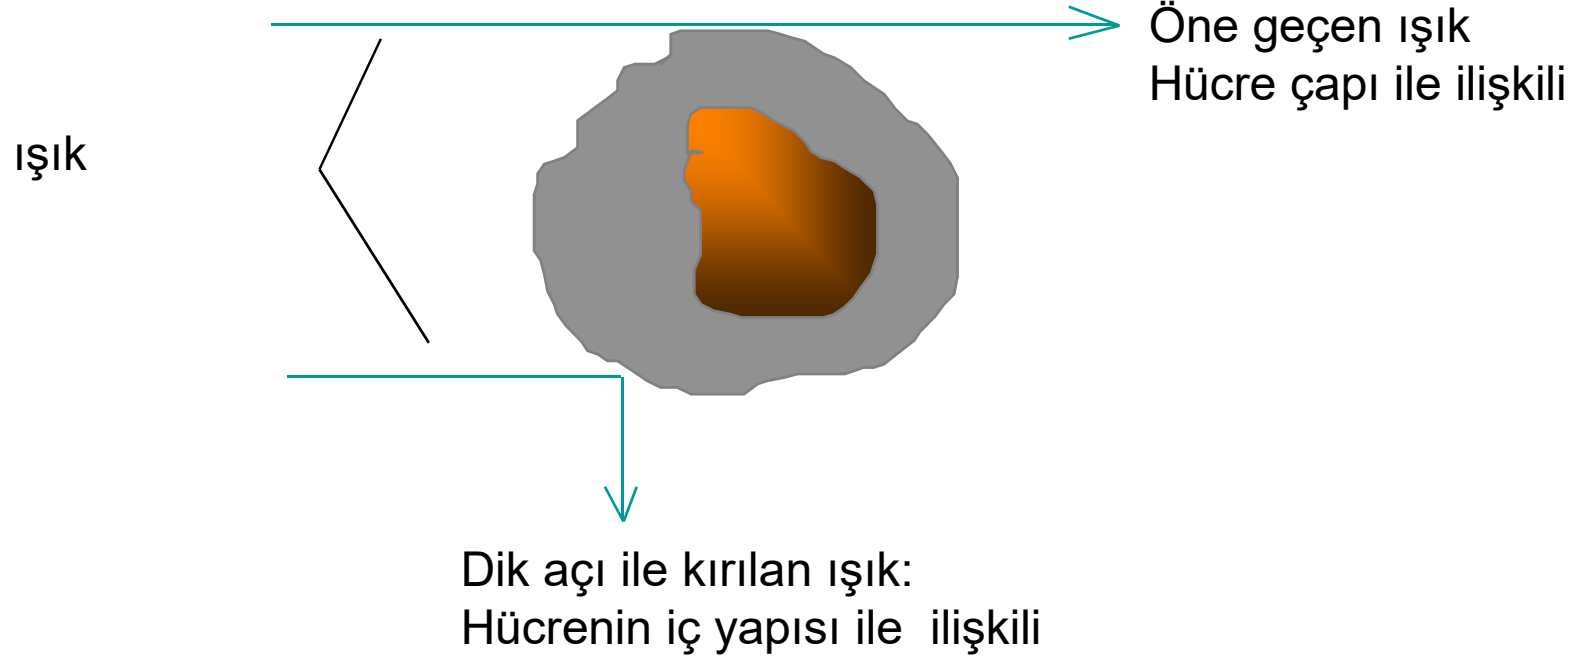 Öne geçen ışık
Hücre çapı ile ilişkili
ışık
Dik açı ile kırılan ışık:
Hücrenin iç yapısı ile  ilişkili